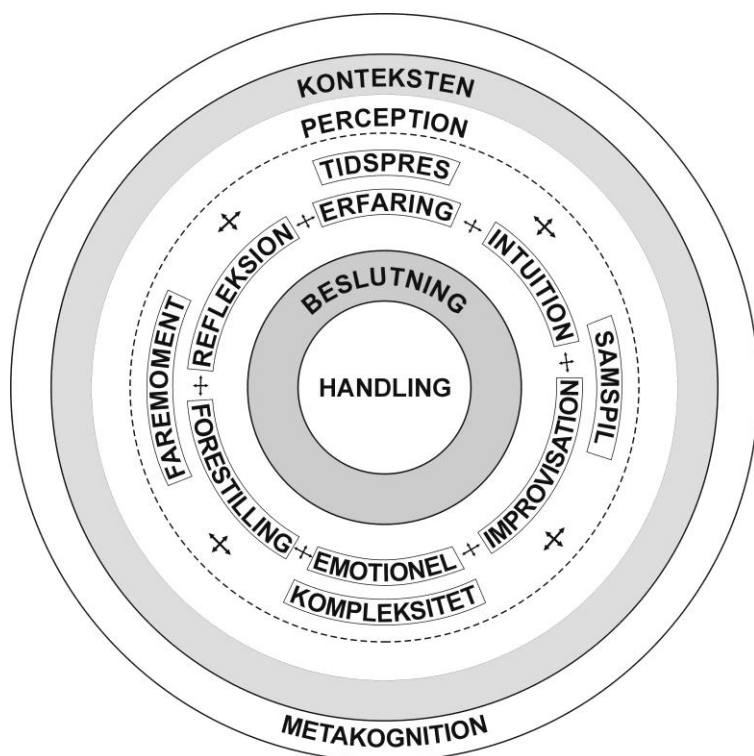 KONTEKSTEN
PERCEPTION
TIDSPRES
ERFARING
REFLEKSION
INTUITION
BESLUTNING
FAREMOMENT
HANDLING
SAMSPIL
FORESTILLING
IMPROVISATION
EMOTIONEL
KOMPLEKSITET
METAKOGNITION